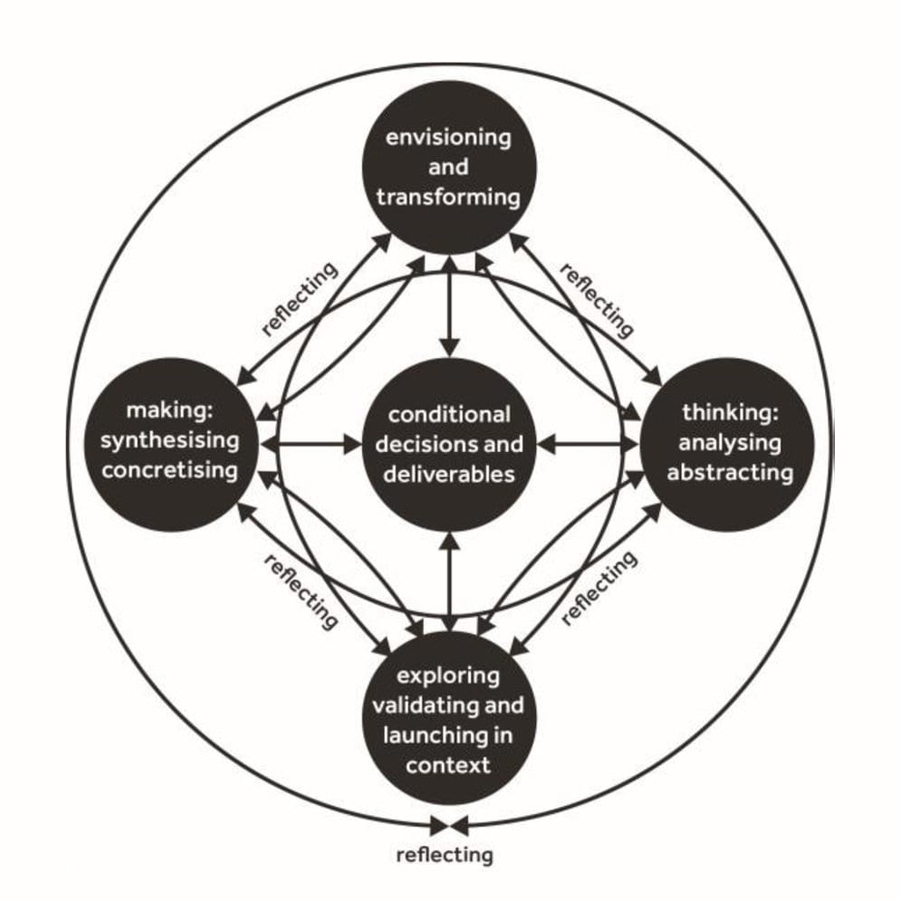 envisioning
and
transforming
reflecting
reflecting
making:
synthesising
concretising
conditional
decisions and
deliverables
thinking:
analysing
abstracting
reflecting
reflecting
exploring
validating and
launching in
context
reflecting